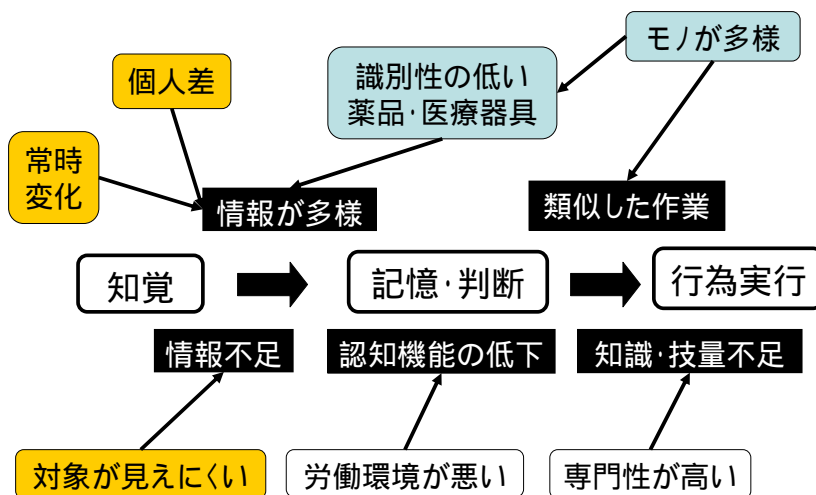 モノが多様
個人差
識別性の低い
薬品・医療器具
常時
変化
情報が多様
類似した作業
知覚
記憶・判断
行為実行
情報不足
認知機能の低下
知識・技量不足
対象が見えにくい
労働環境が悪い
専門性が高い